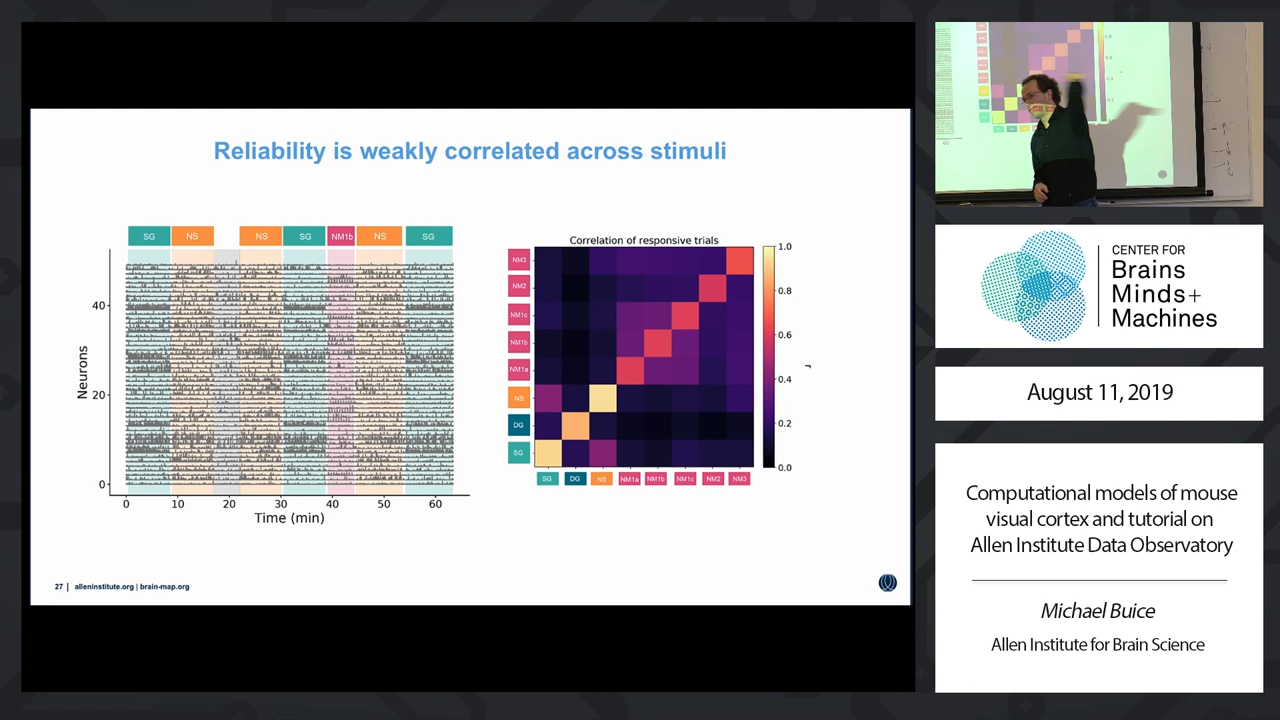 Reliability is weakly correlated across stimuli
SG NS NS SG NM1b NS SG
40
20
0
Neurons
0 10 20 30 40 50 60
Time (min)
Correlation of responsive trials
NM3
NM2
NM1c
NM1b
NM1a
NS
DG
SG
SG DG NS NM1a NM1b NM1c NM2 NM3
1.0
0.8
0.6
0.4
0.2
0.0
r
27 | alleninstitute.org | brain-map.org
CENTER FOR
Brains
Minds+
Machines
August 11, 2019
Computational models of mouse
visual cortex and tutorial on
Allen Institute Data Observatory
Michael Buice
Allen Institute for Brain Science